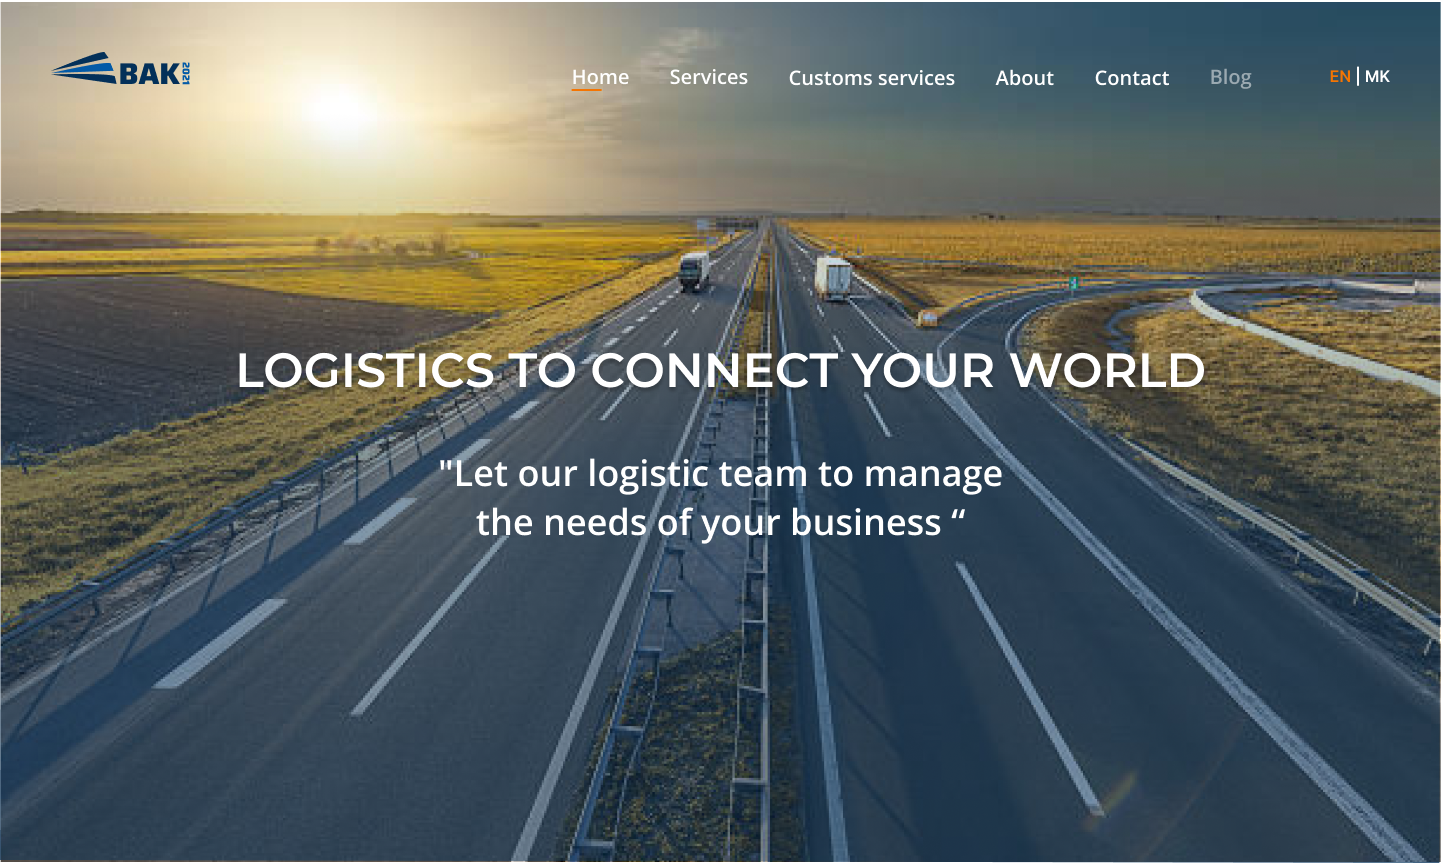 BAK 2021
Home Services Customs services About Contact Blog EN | MK
LOGISTICS TO CONNECT YOUR WORLD
"Let our logistic team to manage
the needs of your business “